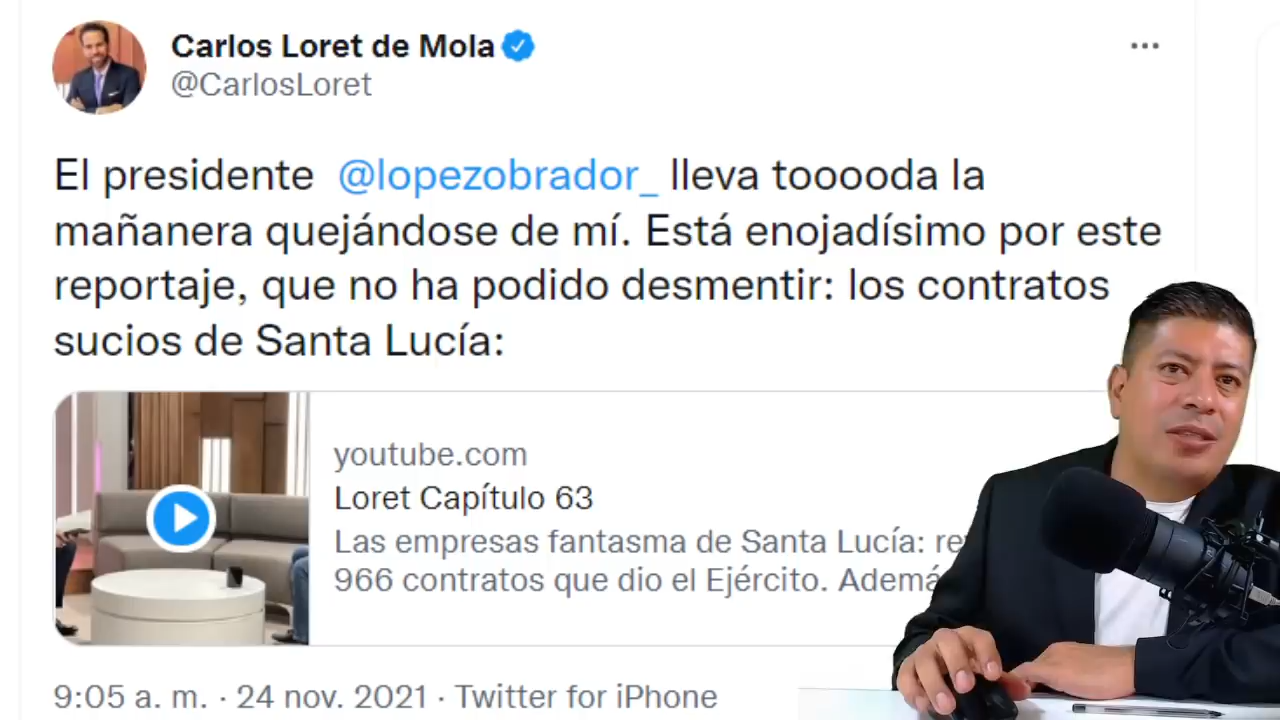 Carlos Loret de Mola
@CarlosLoret
El presidente @lopezobrador_ lleva tooooda la
mañanera quejándose de mí. Está enojadísimo por este
reportaje, que no ha podido desmentir: los contratos
sucios de Santa Lucía:
youtube.com
Loret Capítulo 63
Las empresas fantasma de Santa Lucía:
966 contratos que dio el Ejército.
9:05 a. m. · 24 nov. 2021 · Twitter for iPhone